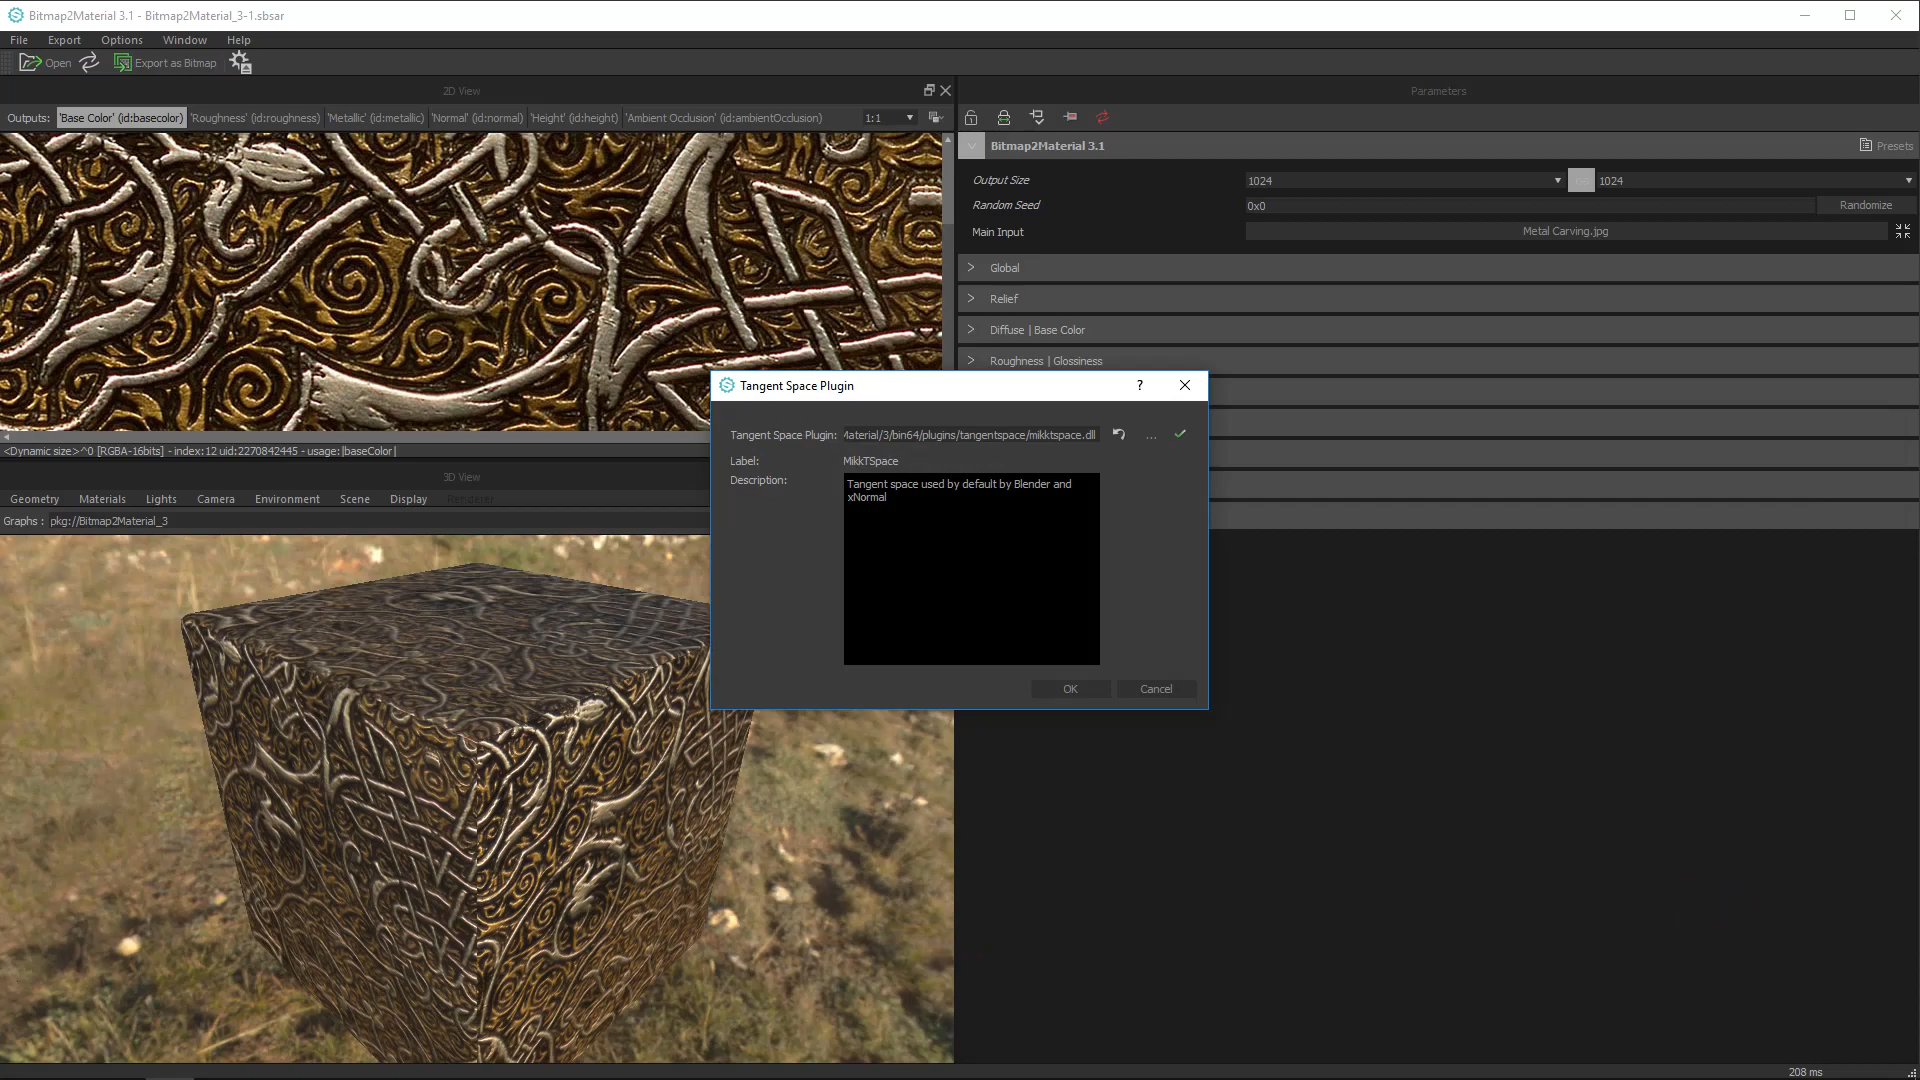 Bitmap2Material 3.1 - Bitmap2Material_3-1.sbsar
File Export Options Window Help
Open Export as Bitmap
2D View
Outputs: 'Base Color' (id:basecolor) 'Roughness' (id:roughness) 'Metallic' (id:metallic) 'Normal' (id:normal) 'Height' (id:height) 'Ambient Occlusion' (id:ambientOcclusion) 1:1
<Dynamic size>^0 [RGBA-16bits] - index:12 uid:2270842445 - usage:|baseColor|
3D View
Geometry Materials Lights Camera Environment Scene Display Renderer
Graphs : pkg://Bitmap2Material_3
Parameters
Bitmap2Material 3.1 Presets
Output Size 1024 1024
Random Seed 0x0 Randomize
Main Input Metal Carving.jpg
Global
Relief
Diffuse | Base Color
Roughness | Glossiness
Tangent Space Plugin ?
Tangent Space Plugin: Material/3/bin64/plugins/tangentspace/mikktspace.dll ...
Label: MikkTSpace
Description: Tangent space used by default by Blender and
xNormal
OK Cancel
208 ms